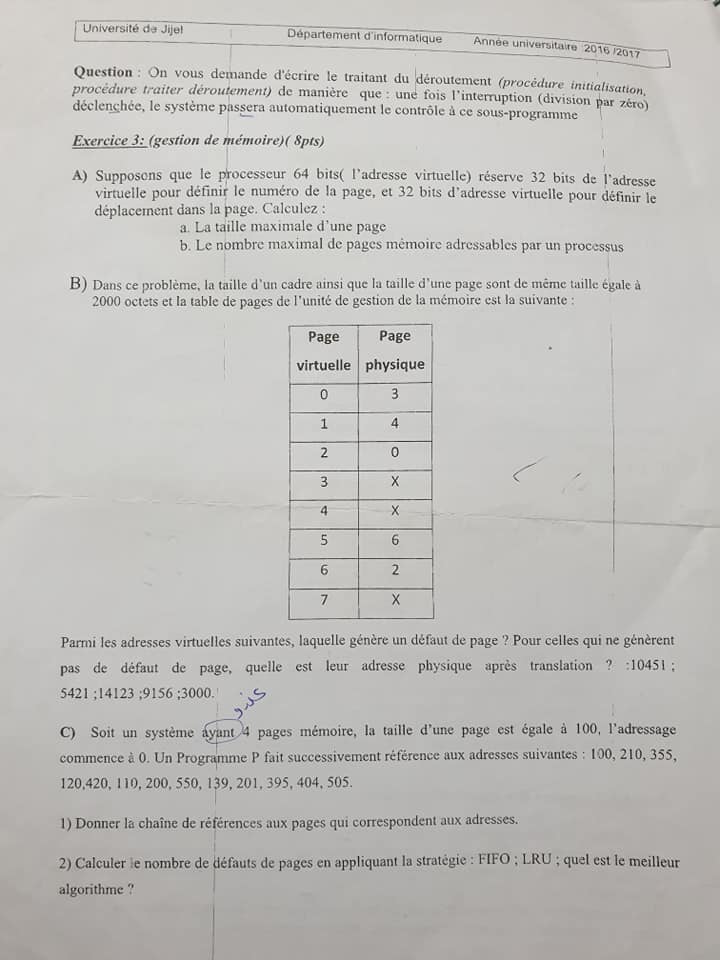 Université de Jijel Département d'informatique Année universitaire :2016 /2017
Question : On vous demande d'écrire le traitant du déroutement (procédure initialisation,
procédure traiter déroutement) de manière que : une fois l'interruption (division par zéro)
déclenchée, le système passera automatiquement le contrôle à ce sous-programme
Exercice 3: (gestion de mémoire)( 8pts)
A) Supposons que le processeur 64 bits( l'adresse virtuelle) réserve 32 bits de l'adresse
virtuelle pour définir le numéro de la page, et 32 bits d'adresse virtuelle pour définir le
déplacement dans la page. Calculez :
a. La taille maximale d'une page
b. Le nombre maximal de pages mémoire adressables par un processus
B) Dans ce problème, la taille d'un cadre ainsi que la taille d'une page sont de même taille égale à
2000 octets et la table de pages de l'unité de gestion de la mémoire est la suivante :
Page Page
virtuelle physique
0 3
1 4
2 0
3 X
4 X
5 6
6 2
7 X
Parmi les adresses virtuelles suivantes, laquelle génère un défaut de page ? Pour celles qui ne génèrent
pas de défaut de page, quelle est leur adresse physique après translation ? :10451 ;
5421 ;14123 ;9156 ;3000.
C) Soit un système ayant 4 pages mémoire, la taille d'une page est égale à 100, l'adressage
commence à 0. Un Programme P fait successivement référence aux adresses suivantes : 100, 210, 355,
120,420, 110, 200, 550, 139, 201, 395, 404, 505.
1) Donner la chaîne de références aux pages qui correspondent aux adresses.
2) Calculer le nombre de défauts de pages en appliquant la stratégie : FIFO ; LRU ; quel est le meilleur
algorithme ?